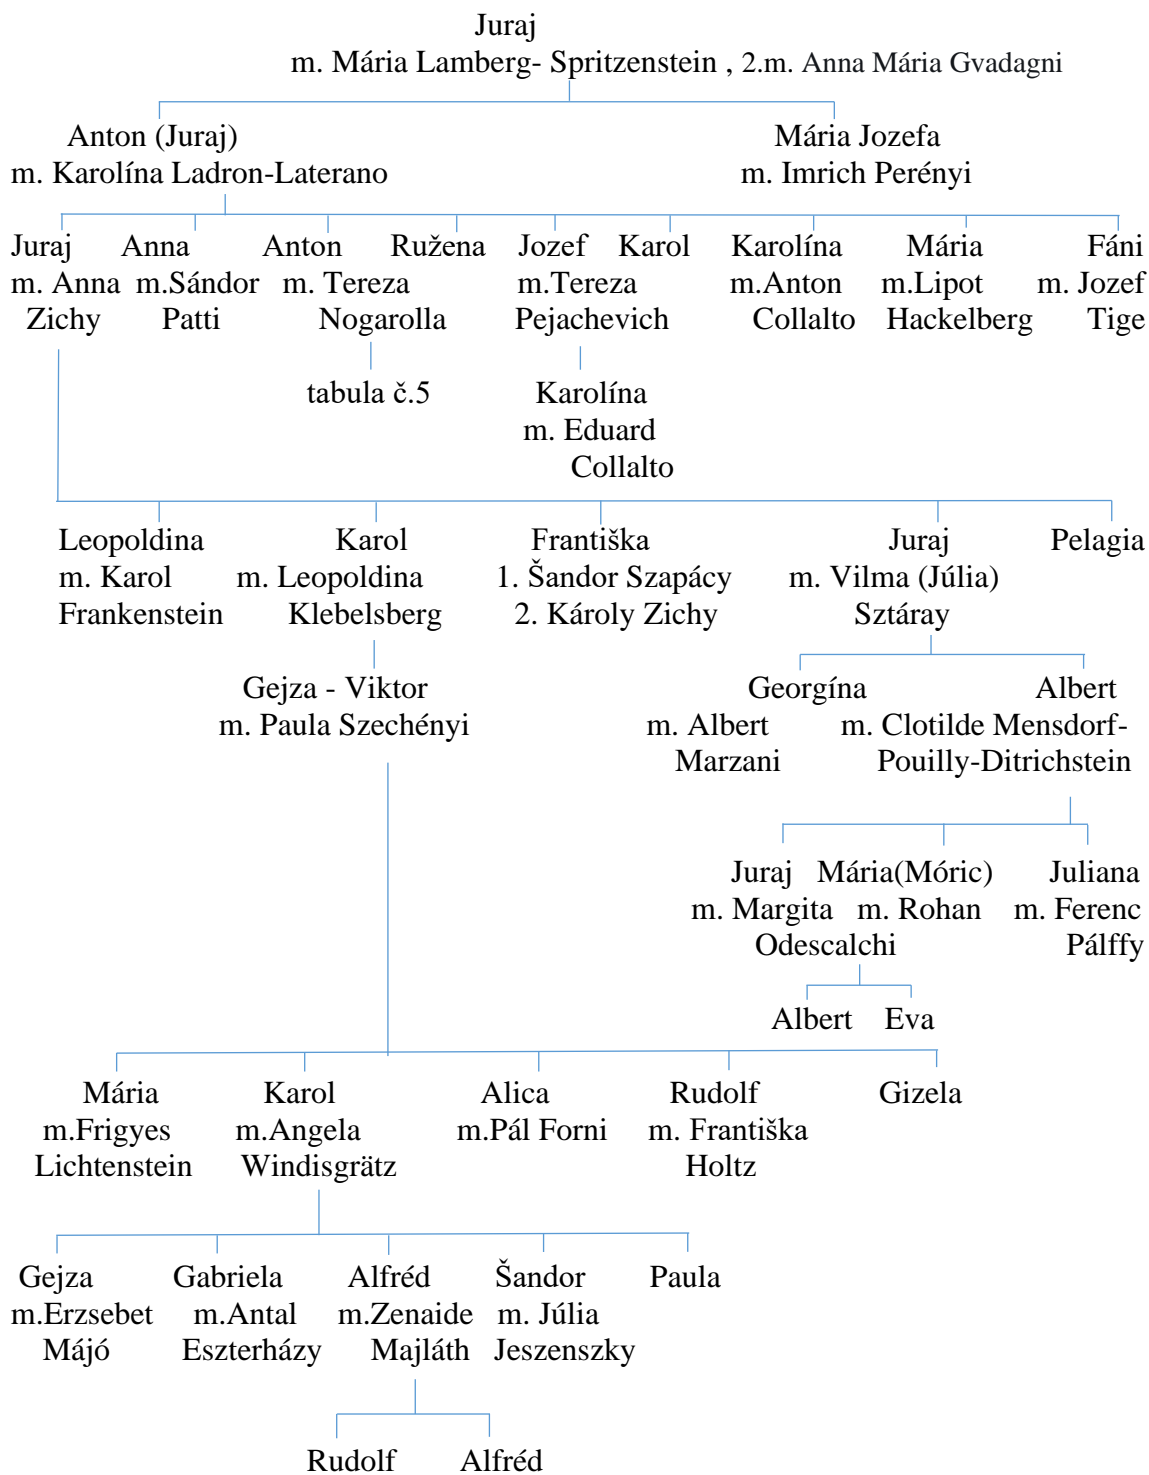 Juraj
m. Mária Lamberg- Spritzenstein , 2.m. Anna Mária Gvadagni
Anton (Juraj) Mária Jozefa
m. Karolína Ladron-Laterano m. Imrich Perényi
Juraj Anna Anton Ružena Jozef Karol Karolína Mária Fáni
m. Anna m.Sándor m. Tereza m.Tereza m.Anton m.Lipot m. Jozef
Zichy Patti Nogarolla Pejachevich Collalto Hackelberg Tige
tabula č.5 Karolína
m. Eduard
Collalto
Leopoldina Karol Františka Juraj Pelagia
m. Karol m. Leopoldina 1. Šandor Szapácy m. Vilma (Júlia)
Frankenstein Klebelsberg 2. Károly Zichy Sztáray
Gejza - Viktor Georgína Albert
m. Paula Szechényi m. Albert m. Clotilde Mensdorf-
Marzani Pouilly-Ditrichstein
Juraj Mária(Móric) Juliana
m. Margita m. Rohan m. Ferenc
Odescalchi Pálffy
Albert Eva
Mária Karol Alica Rudolf Gizela
m.Frigyes m.Angela m.Pál Forni m. Františka
Lichtenstein Windisgrätz Holtz
Gejza Gabriela Alfréd Šandor Paula
m.Erzsebet m.Antal m.Zenaide m. Júlia
Májó Eszterházy Majláth Jeszenszky
Rudolf Alfréd